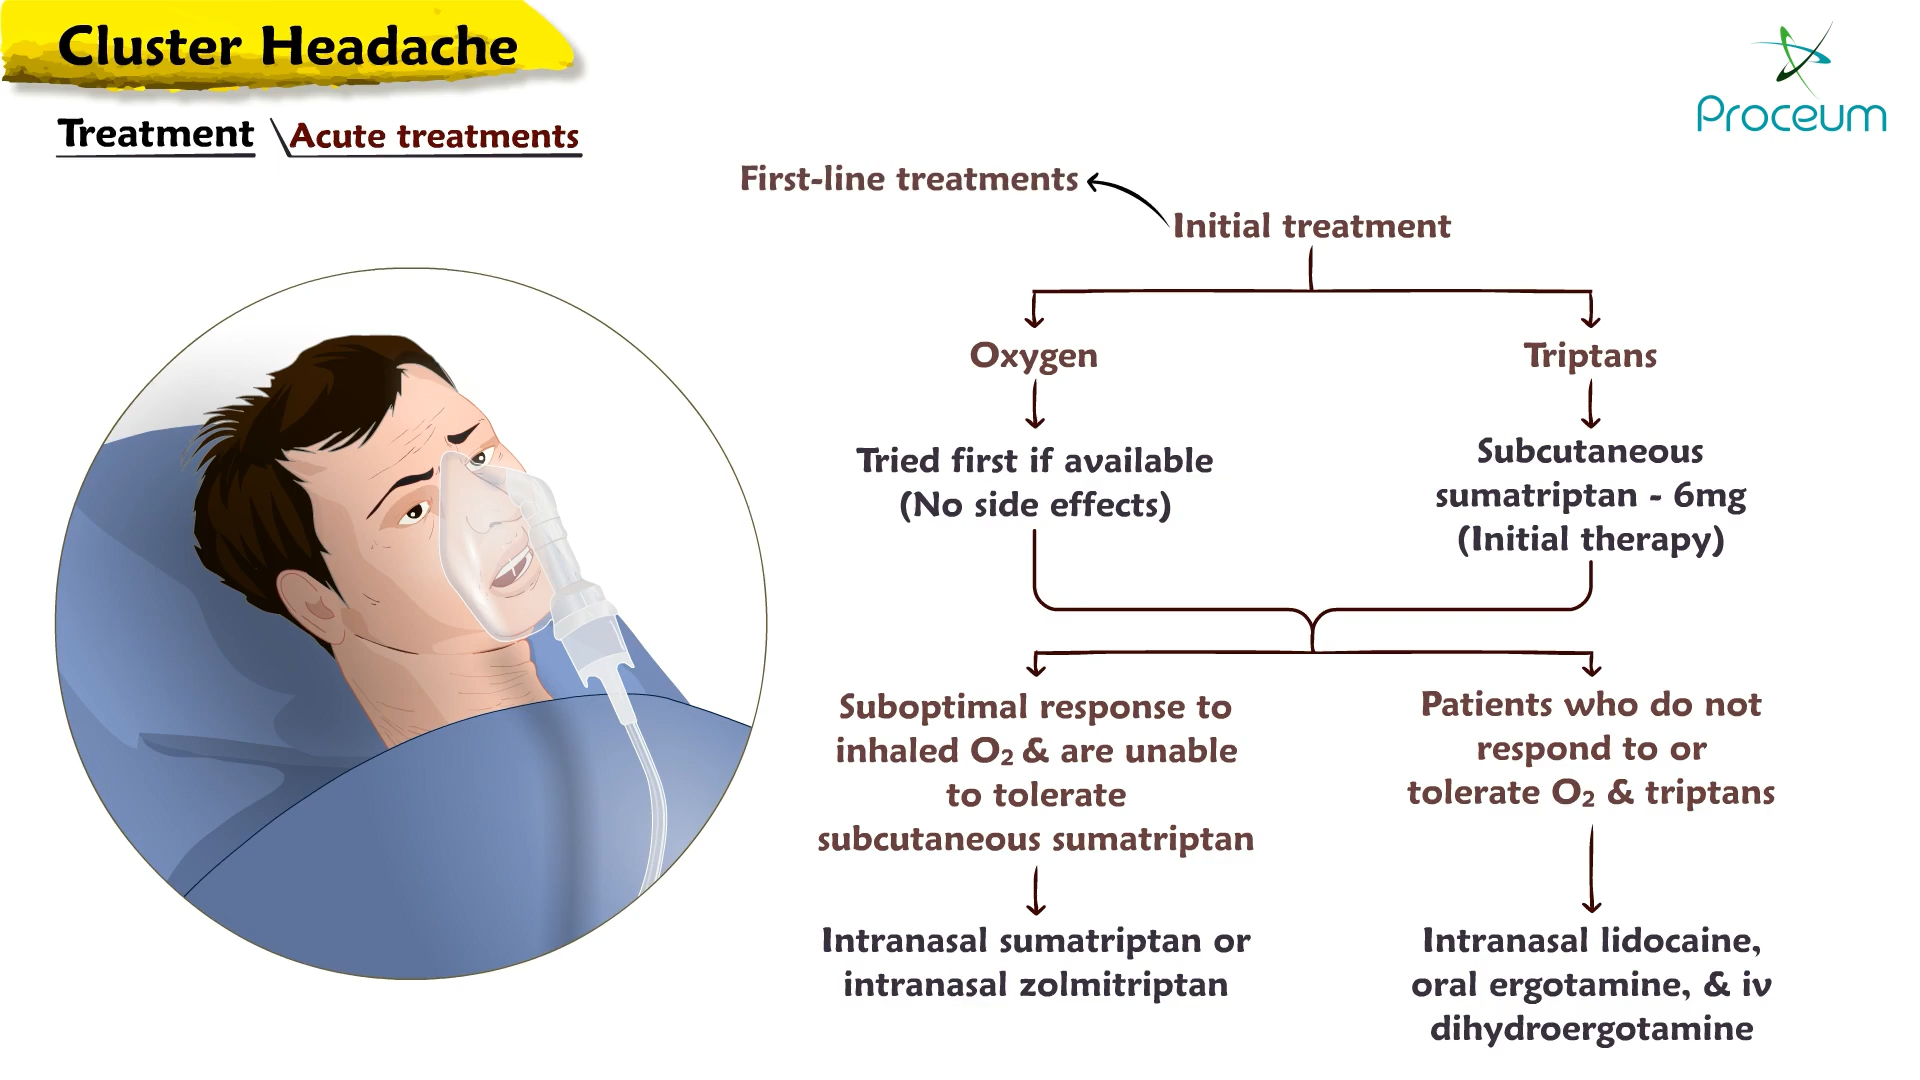 Cluster Headache
Proceum
Treatment
Acute treatments
First-line treatments
Initial treatment
Oxygen
Triptans
Tried first if available
(No side effects)
Subcutaneous
sumatriptan - 6mg
(Initial therapy)
Suboptimal response to
inhaled O₂ & are unable
to tolerate
subcutaneous sumatriptan
Patients who do not
respond to or
tolerate O₂ & triptans
Intranasal sumatriptan or
intranasal zolmitriptan
Intranasal lidocaine,
oral ergotamine, & iv
dihydroergotamine